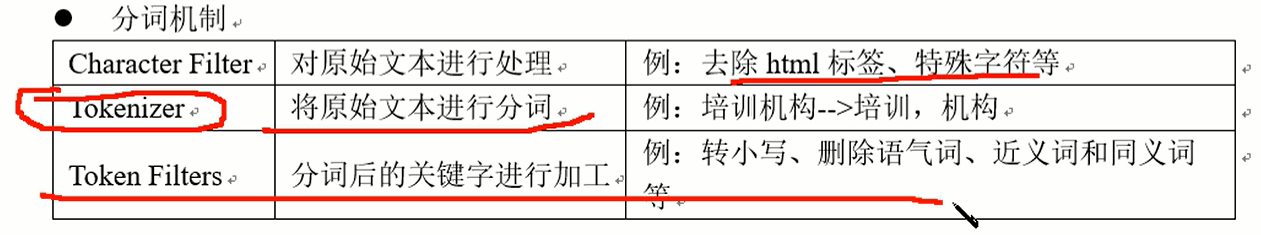 ● 分词机制
Character Filter 对原始文本进行处理 例：去除 html 标签、特殊字符等
Tokenizer 将原始文本进行分词 例：培训机构-->培训，机构
Token Filters 分词后的关键字进行加工 例：转小写、删除语气词、近义词和同义词
等